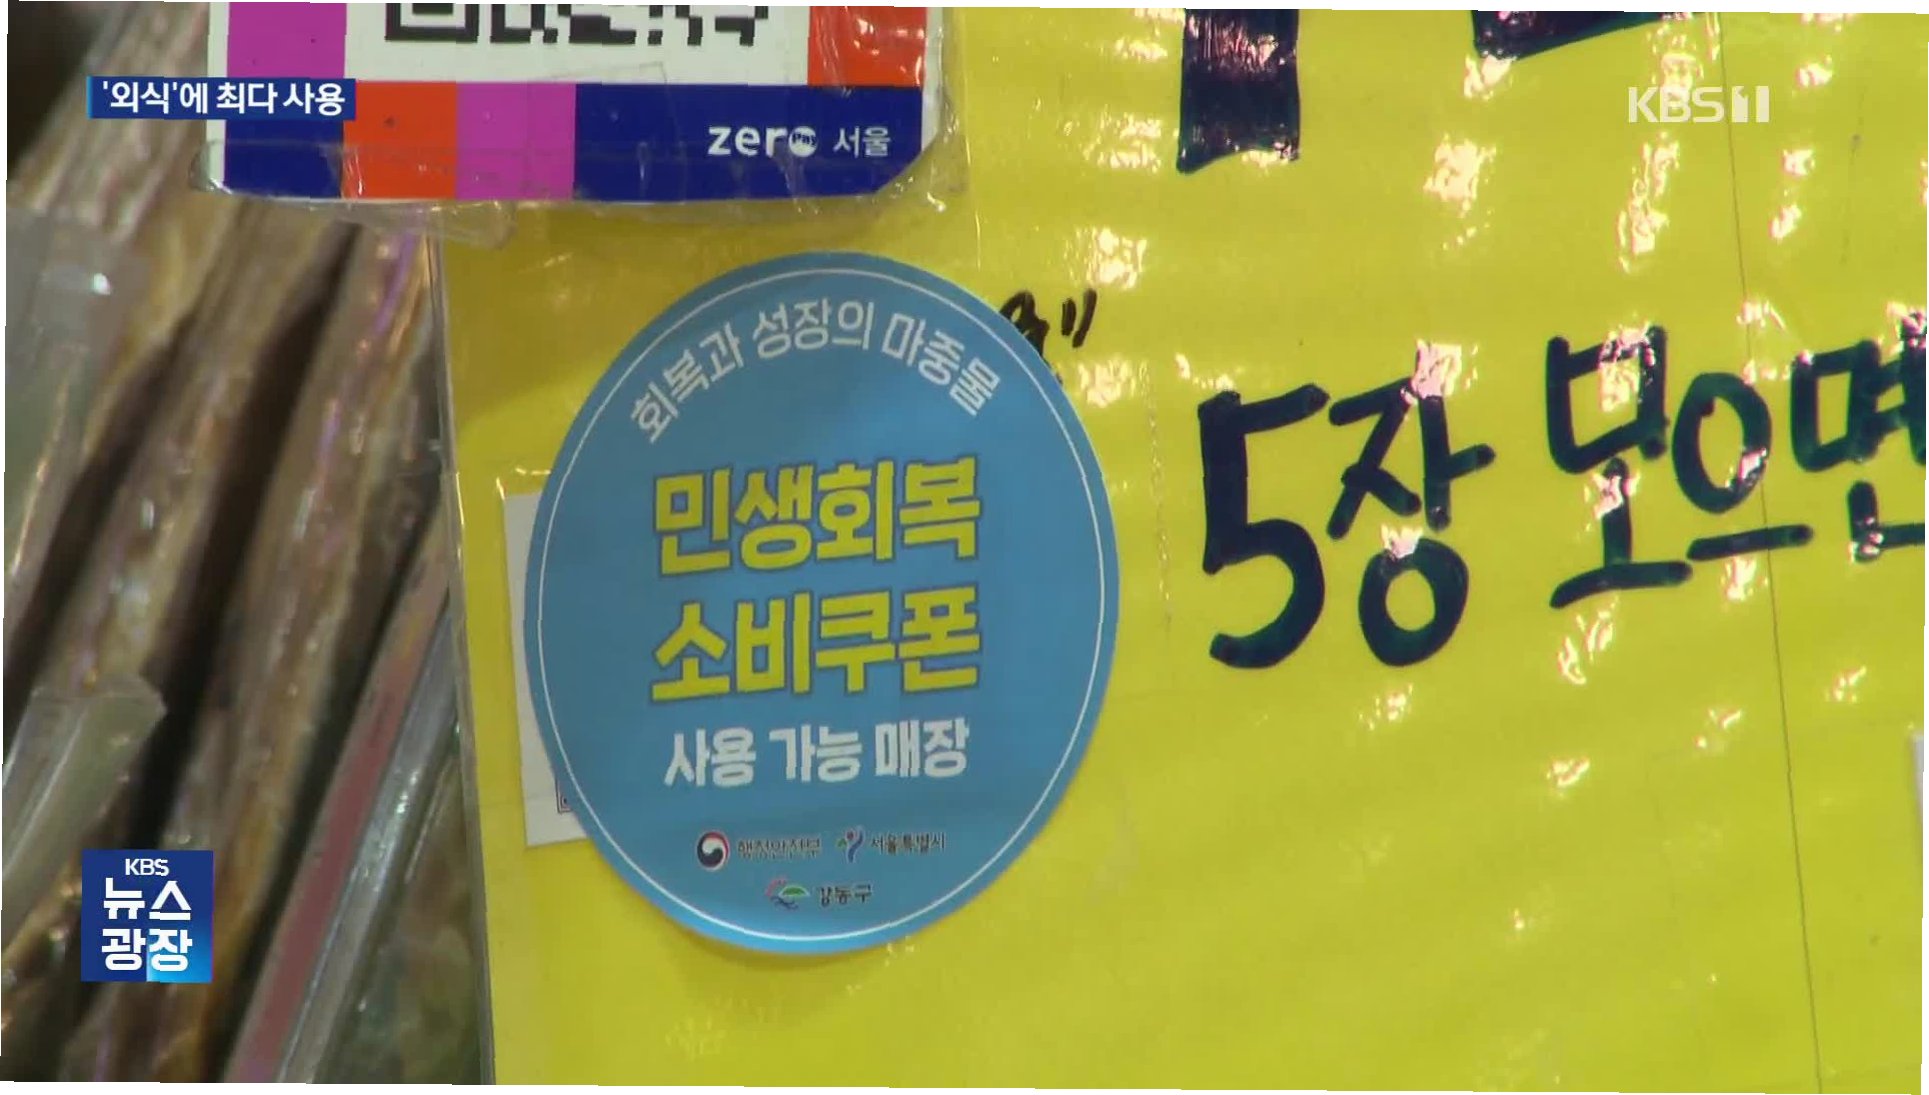 '외식'에 최다 사용
KBS1
zero 서울
회복과 성장의 마중물
민생회복
소비쿠폰
사용 가능 매장
행정안전부 서울특별시
강동구
5장 모으면
KBS
뉴스
광장